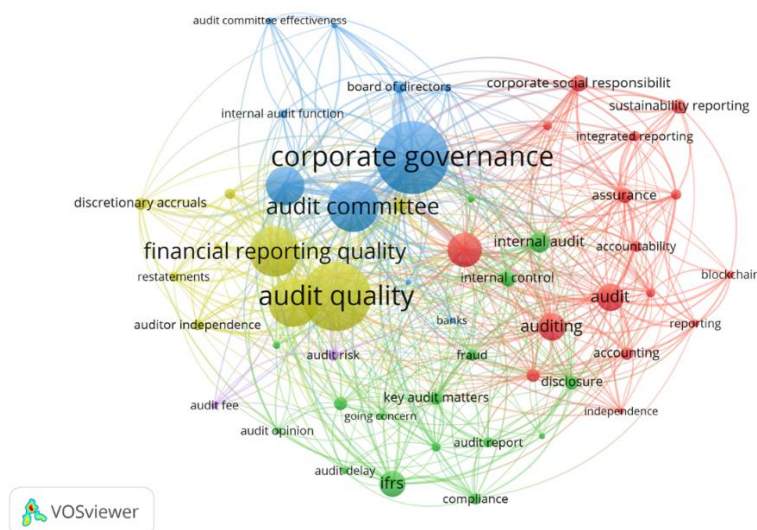 audit committee effectiveness
board of directors
corporate social responsibilit
sustainability reporting
internal audit function
integrated reporting
corporate governance
discretionary accruals
audit committee
assurance
financial reporting quality
internal audit
accountability
restatements
internal control
blockchain
audit quality
audit
auditor independence
banks
auditing
reporting
audit risk
fraud
accounting
disclosure
audit fee
key audit matters
independence
going concern
audit opinion
audit report
audit delay
ifrs
compliance
VOSviewer